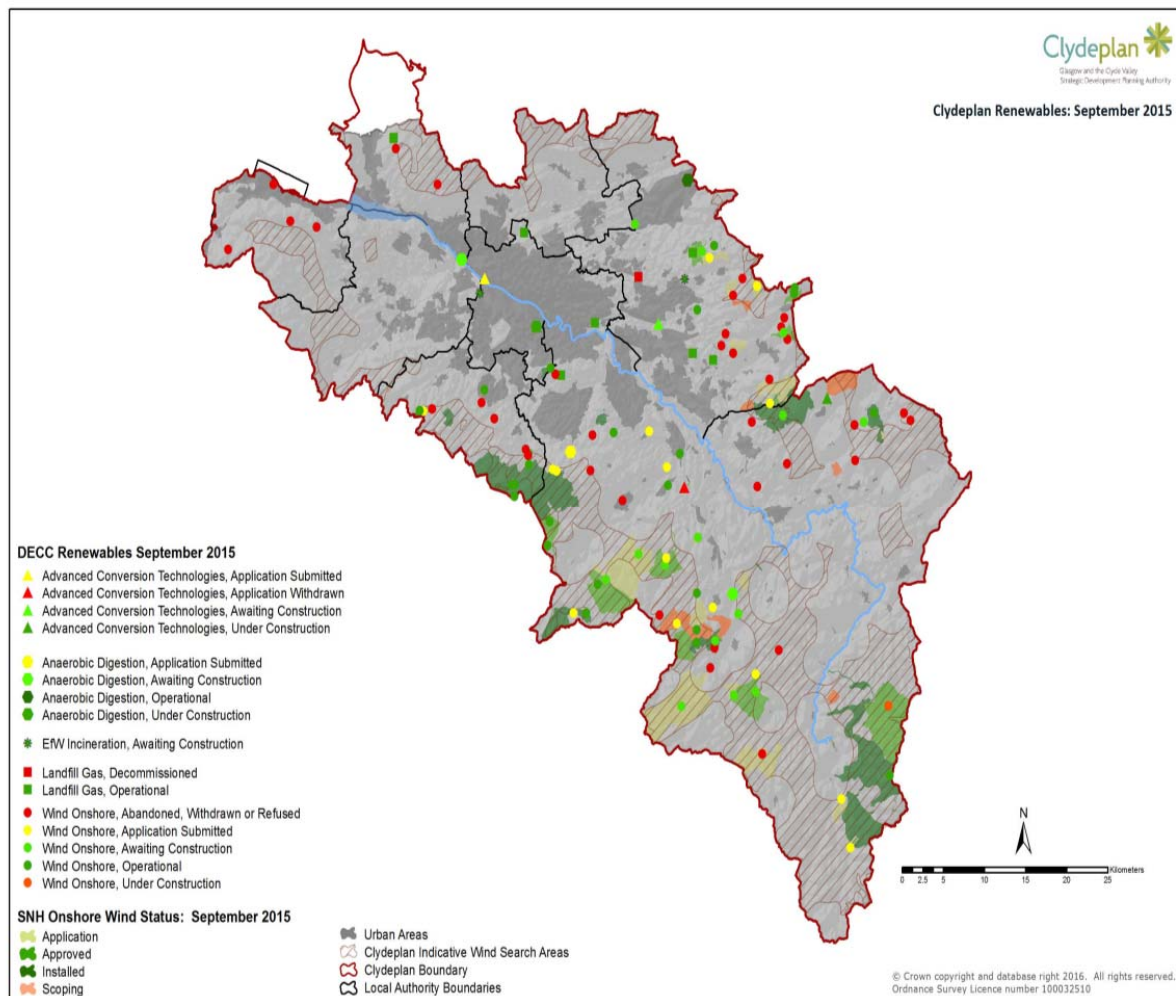 Clydeplan
Glasgow and the Clyde Valley
Strategic Development Planning Authority
Clydeplan Renewables: September 2015
DECC Renewables September 2015
Advanced Conversion Technologies, Application Submitted
Advanced Conversion Technologies, Application Withdrawn
Advanced Conversion Technologies, Awaiting Construction
Advanced Conversion Technologies, Under Construction
Anaerobic Digestion, Application Submitted
Anaerobic Digestion, Awaiting Construction
Anaerobic Digestion, Operational
Anaerobic Digestion, Under Construction
EfW Incineration, Awaiting Construction
Landfill Gas, Decommissioned
Landfill Gas, Operational
Wind Onshore, Abandoned, Withdrawn or Refused
Wind Onshore, Application Submitted
Wind Onshore, Awaiting Construction
Wind Onshore, Operational
Wind Onshore, Under Construction
SNH Onshore Wind Status: September 2015
Application
Approved
Installed
Scoping
Urban Areas
Clydeplan Indicative Wind Search Areas
Clydeplan Boundary
Local Authority Boundaries
N
Kilometers
0 2.5 5 10 15 20 25
© Crown copyright and database right 2016. All rights reserved.
Ordnance Survey Licence number 100032510